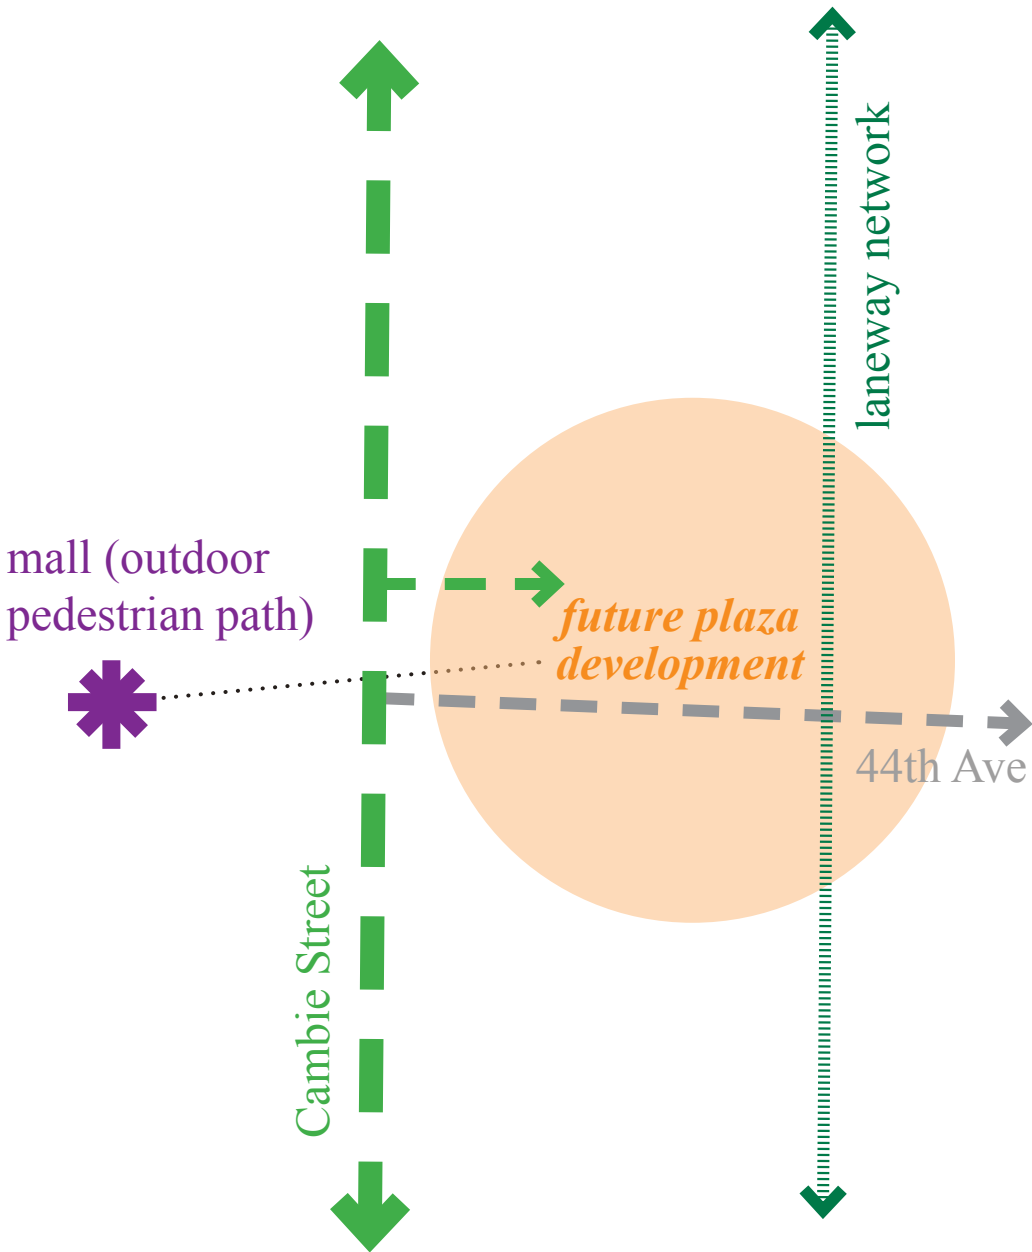 laneway network
mall (outdoor
pedestrian path)
future plaza
development
44th Ave
Cambie Street